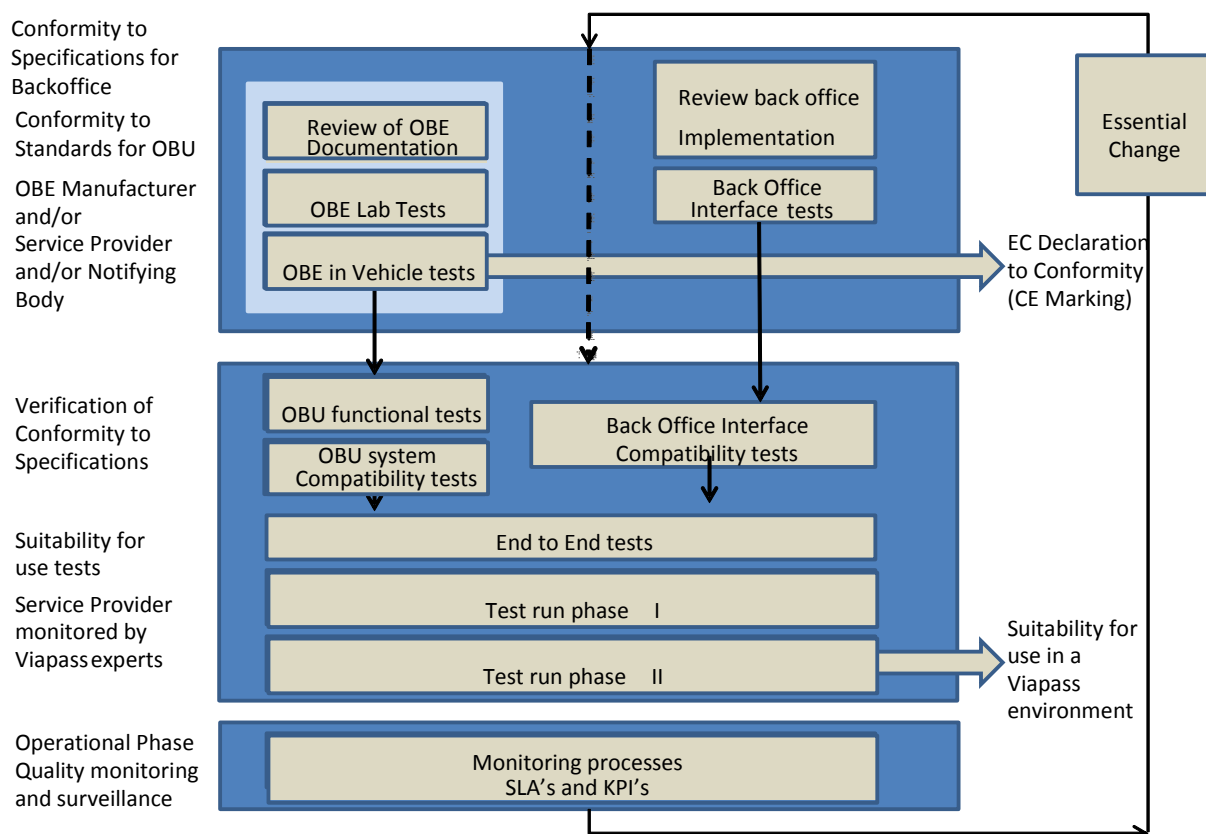 Conformity to
Specifications for
Backoffice
Conformity to
Standards for OBU
OBE Manufacturer
and/or
Service Provider
and/or Notifying
Body
Review of OBE
Documentation
OBE Lab Tests
OBE in Vehicle tests
Review back office
Implementation
Back Office
Interface tests
Essential
Change
EC Declaration
to Conformity
(CE Marking)
Verification of
Conformity to
Specifications
OBU functional tests
OBU system
Compatibility tests
Back Office Interface
Compatibility tests
Suitability for
use tests
Service Provider
monitored by
Viapass experts
End to End tests
Test run phase I
Test run phase II
Suitability for
use in a
Viapass
environment
Operational Phase
Quality monitoring
and surveillance
Monitoring processes
SLA's and KPI's